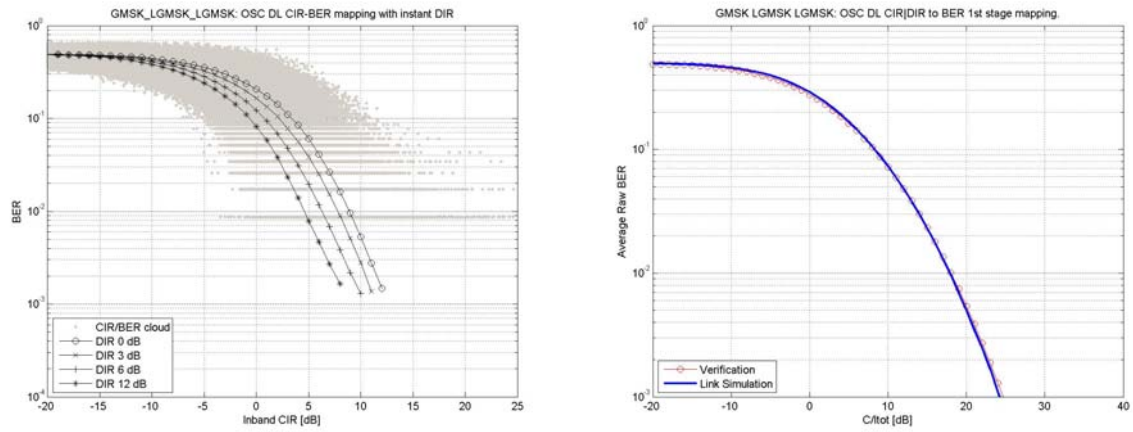 GMSK_LGMSK_LGMSK: OSC DL CIR-BER mapping with instant DIR
10^0
10^-1
10^-2
10^-3
10^-4
BER
CIR/BER cloud
DIR 0 dB
DIR 3 dB
DIR 6 dB
DIR 12 dB
-20 -15 -10 -5 0 5 10 15 20 25
Inband CIR [dB]
GMSK LGMSK LGMSK: OSC DL CIR|DIR to BER 1st stage mapping.
10^0
10^-1
10^-2
10^-3
Average Raw BER
Verification
Link Simulation
-20 -10 0 10 20 30 40
C/Itot [dB]